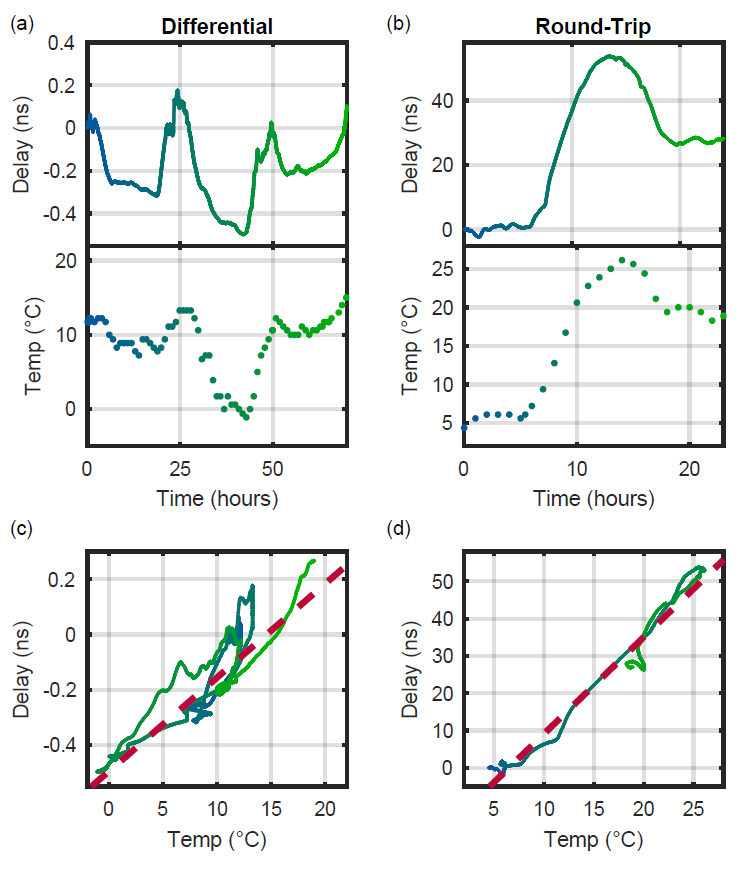 (a) Differential
0.4
0.2
0
-0.2
-0.4
Delay (ns)
20
10
0
Temp (°C)
0 25 50
Time (hours)
(b) Round-Trip
40
20
0
Delay (ns)
25
20
15
10
5
Temp (°C)
0 10 20
Time (hours)
(c)
0.2
0
-0.2
-0.4
Delay (ns)
0 5 10 15 20
Temp (°C)
(d)
50
40
30
20
10
0
Delay (ns)
5 10 15 20 25
Temp (°C)